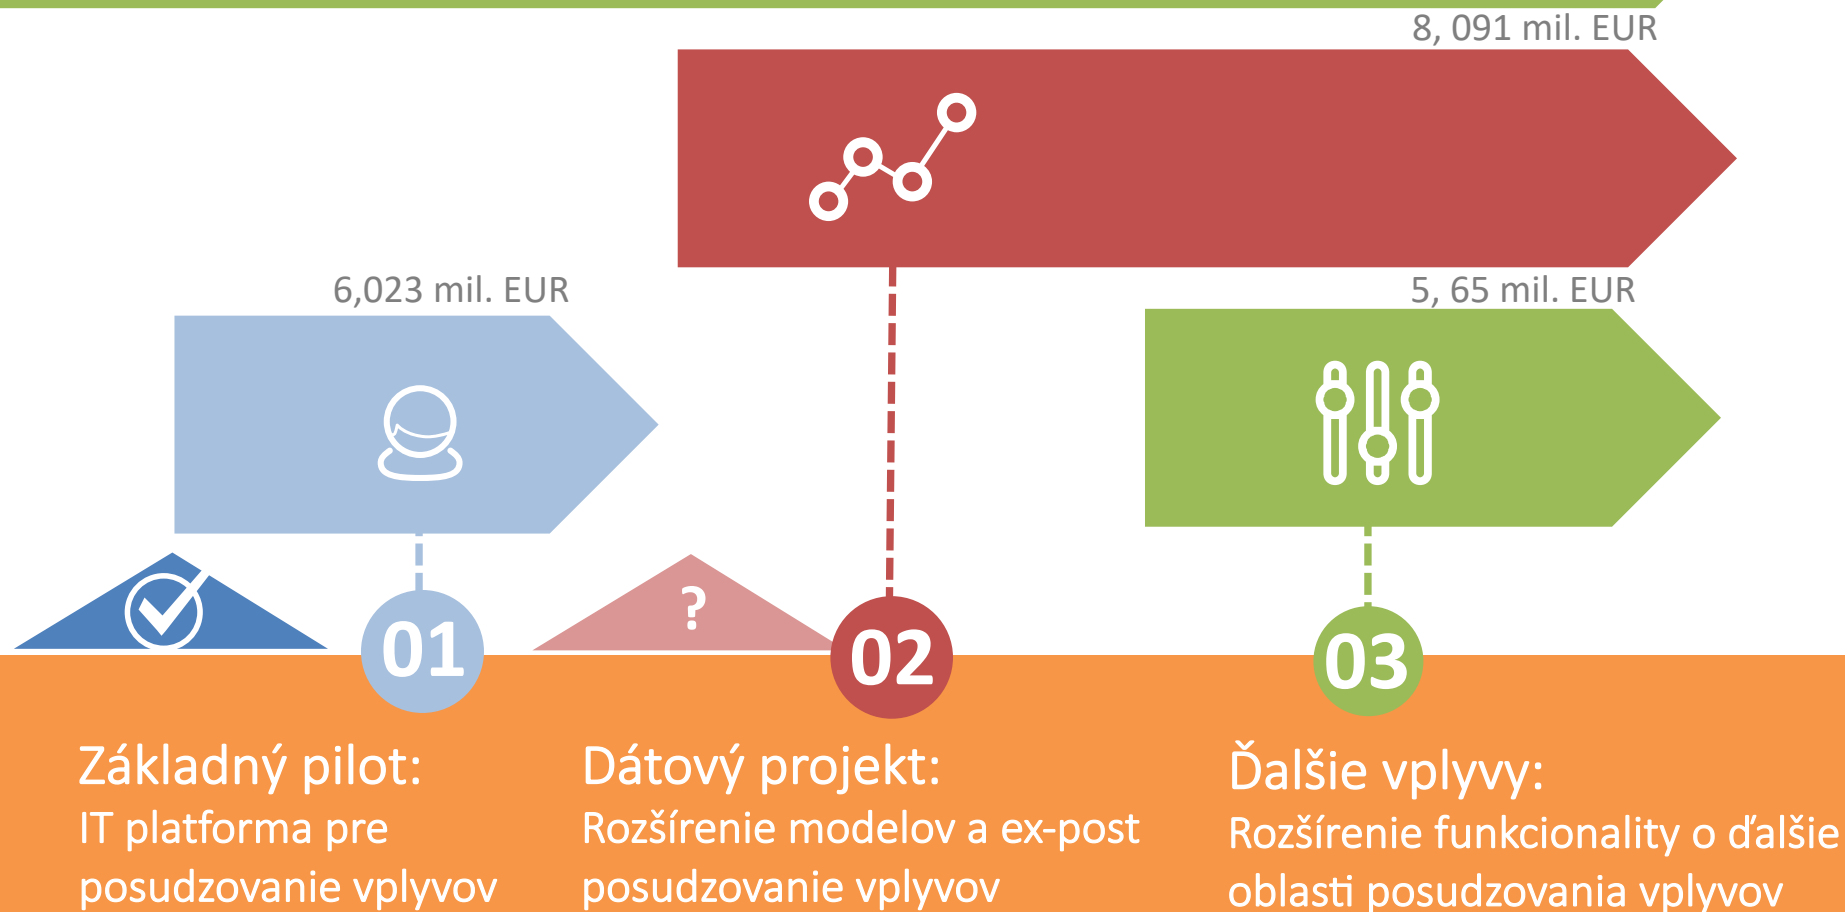 8, 091 mil. EUR
6,023 mil. EUR
5, 65 mil. EUR
?
01
02
03
Základný pilot:
IT platforma pre
posudzovanie vplyvov
Dátový projekt:
Rozšírenie modelov a ex-post
posudzovanie vplyvov
Ďalšie vplyvy:
Rozšírenie funkcionality o ďalšie
oblasti posudzovania vplyvov